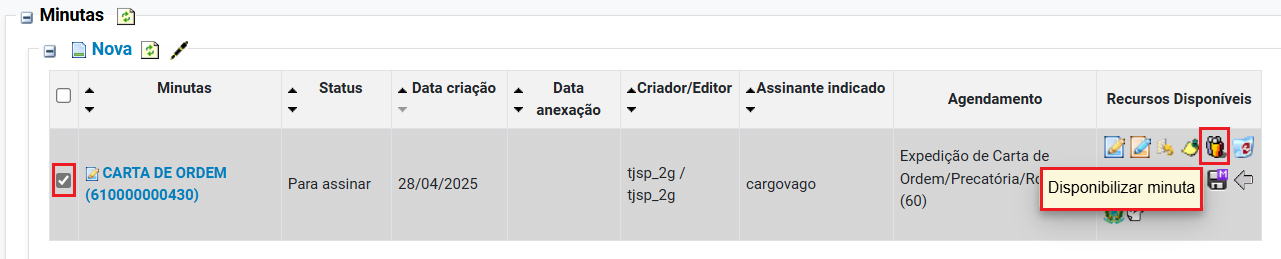 Minutas
Nova
Minutas
Status
Data criação
Data
anexação
Criador/Editor
Assinante indicado
Agendamento
Recursos Disponíveis
CARTA DE ORDEM
(610000000430)
Para assinar
28/04/2025
tjsp_2g /
tjsp_2g
cargovago
Expedição de Carta de
Ordem/Precatória/
(60)
Disponibilizar minuta
M